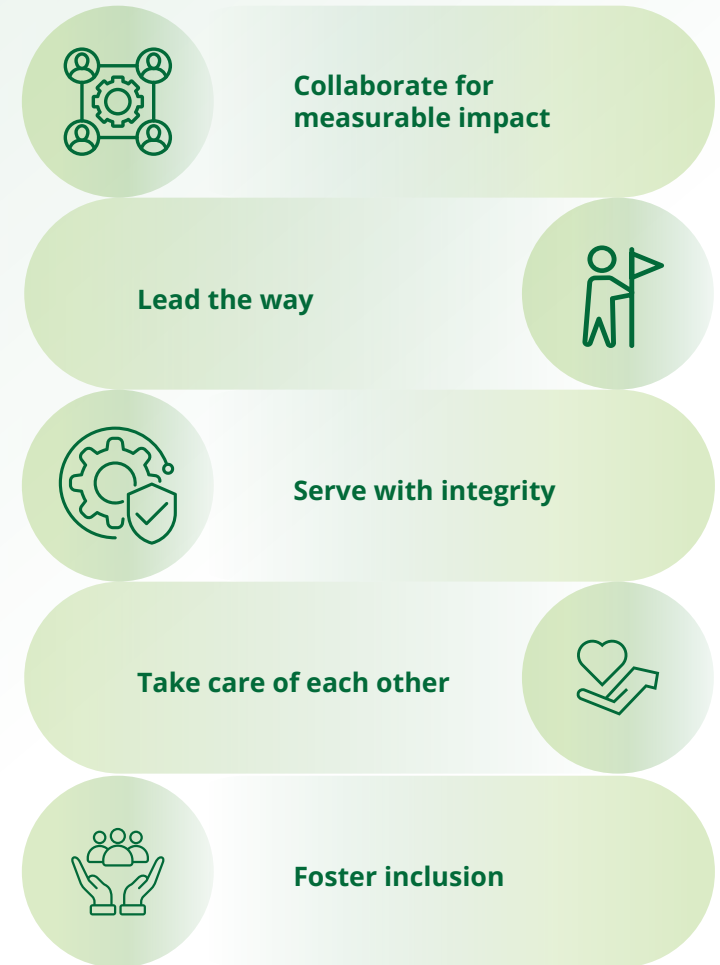 Collaborate for
measurable impact
Lead the way
Serve with integrity
Take care of each other
Foster inclusion